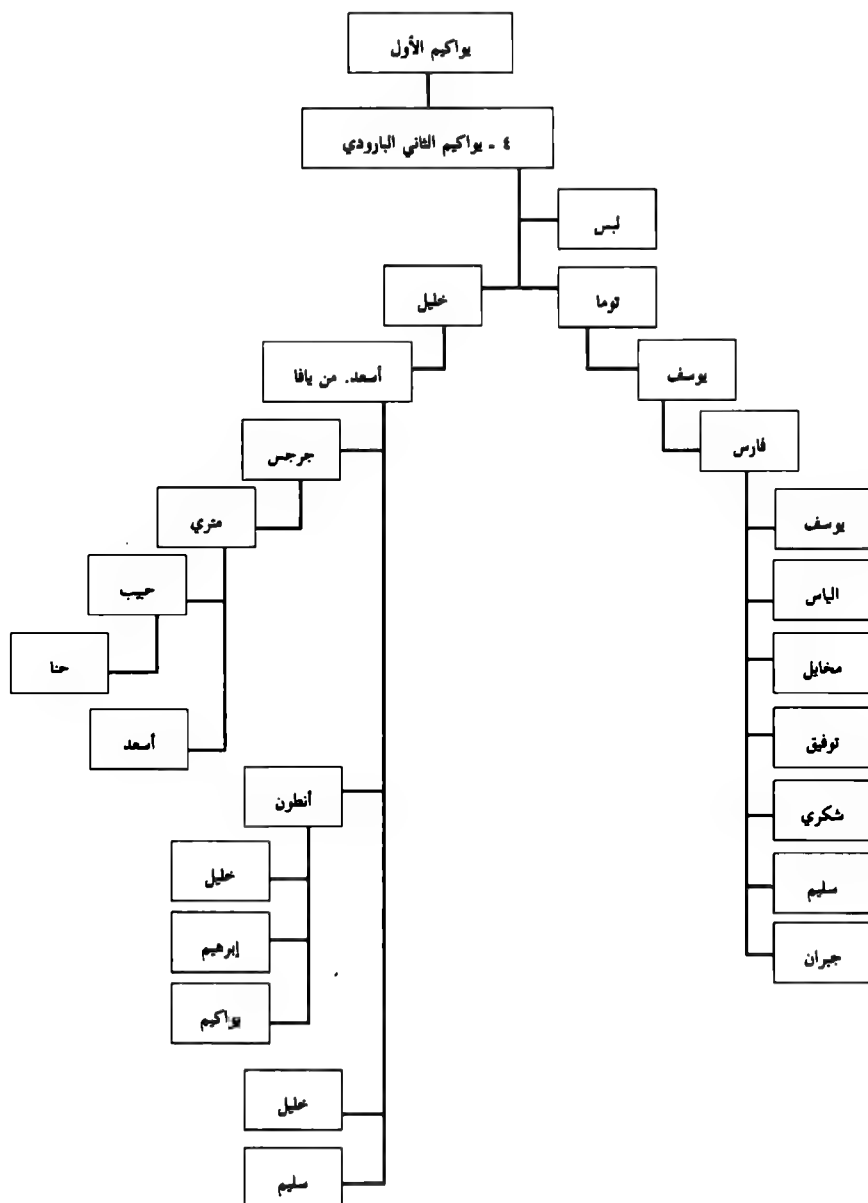 يواكيم الأول
٤ - يواكيم الثاني البارودي
لبس
خليل
توما
أسعد. من يافا
يوسف
جرجس
فارس
متري
يوسف
حبيب
الياس
حنا
مخايل
أسعد
توفيق
أنطون
شكري
خليل
سليم
إبرهيم
جبران
يواكيم
خليل
سليم